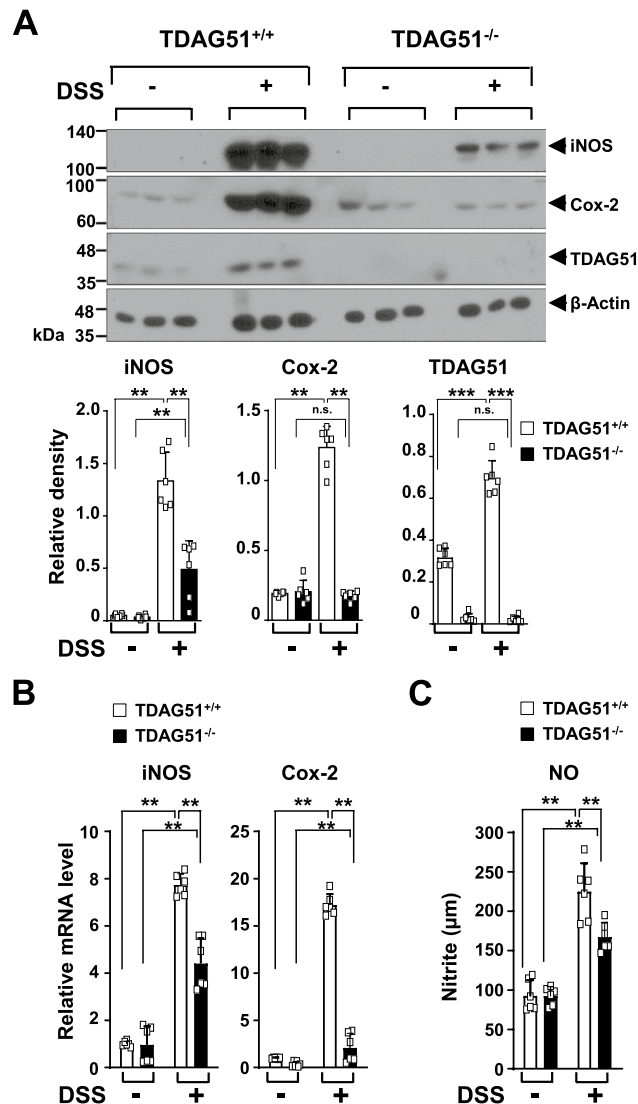 A
TDAG51+/+ TDAG51-/-
DSS - + - +
140
100
iNOS
100
60
Cox-2
48
35
TDAG51
48
35
β-Actin
kDa
iNOS Cox-2 TDAG51
** ** ** ** *** ***
** n.s. n.s.
TDAG51+/+
TDAG51-/-
Relative density
2.0
1.5
1.0
0.5
0
1.5
1.0
0.5
0
1.0
0.8
0.6
0.4
0.2
0
DSS - + - + - +
B
TDAG51+/+
TDAG51-/-
iNOS Cox-2
** ** ** **
** **
Relative mRNA level
10
8
6
4
2
0
25
20
15
10
5
0
DSS - + - +
C
TDAG51+/+
TDAG51-/-
NO
** **
**
Nitrite (µm)
300
250
200
150
100
50
0
DSS - +